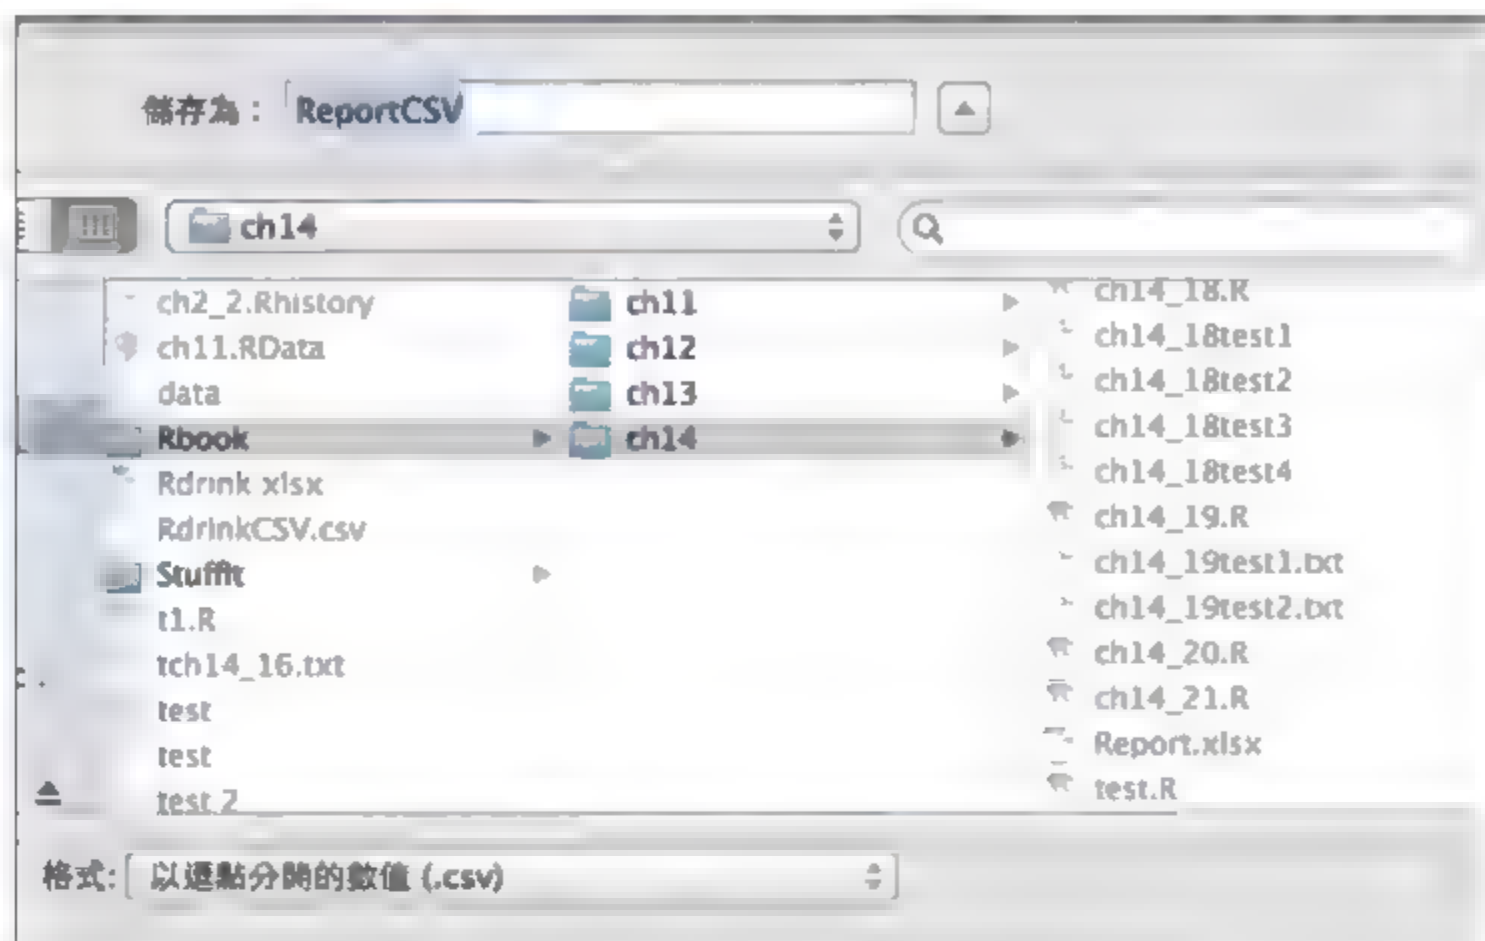 儲存為： ReportCSV
ch14
ch2_2.Rhistory
ch11.RData
data
Rbook
Rdrink xlsx
RdrinkCSV.csv
StuffIt
t1.R
tch14_16.txt
test
test
test 2
ch11
ch12
ch13
ch14
ch14_18.R
ch14_18test1
ch14_18test2
ch14_18test3
ch14_18test4
ch14_19.R
ch14_19test1.txt
ch14_19test2.txt
ch14_20.R
ch14_21.R
Report.xlsx
test.R
格式: 以逗點分開的數值 (.csv)